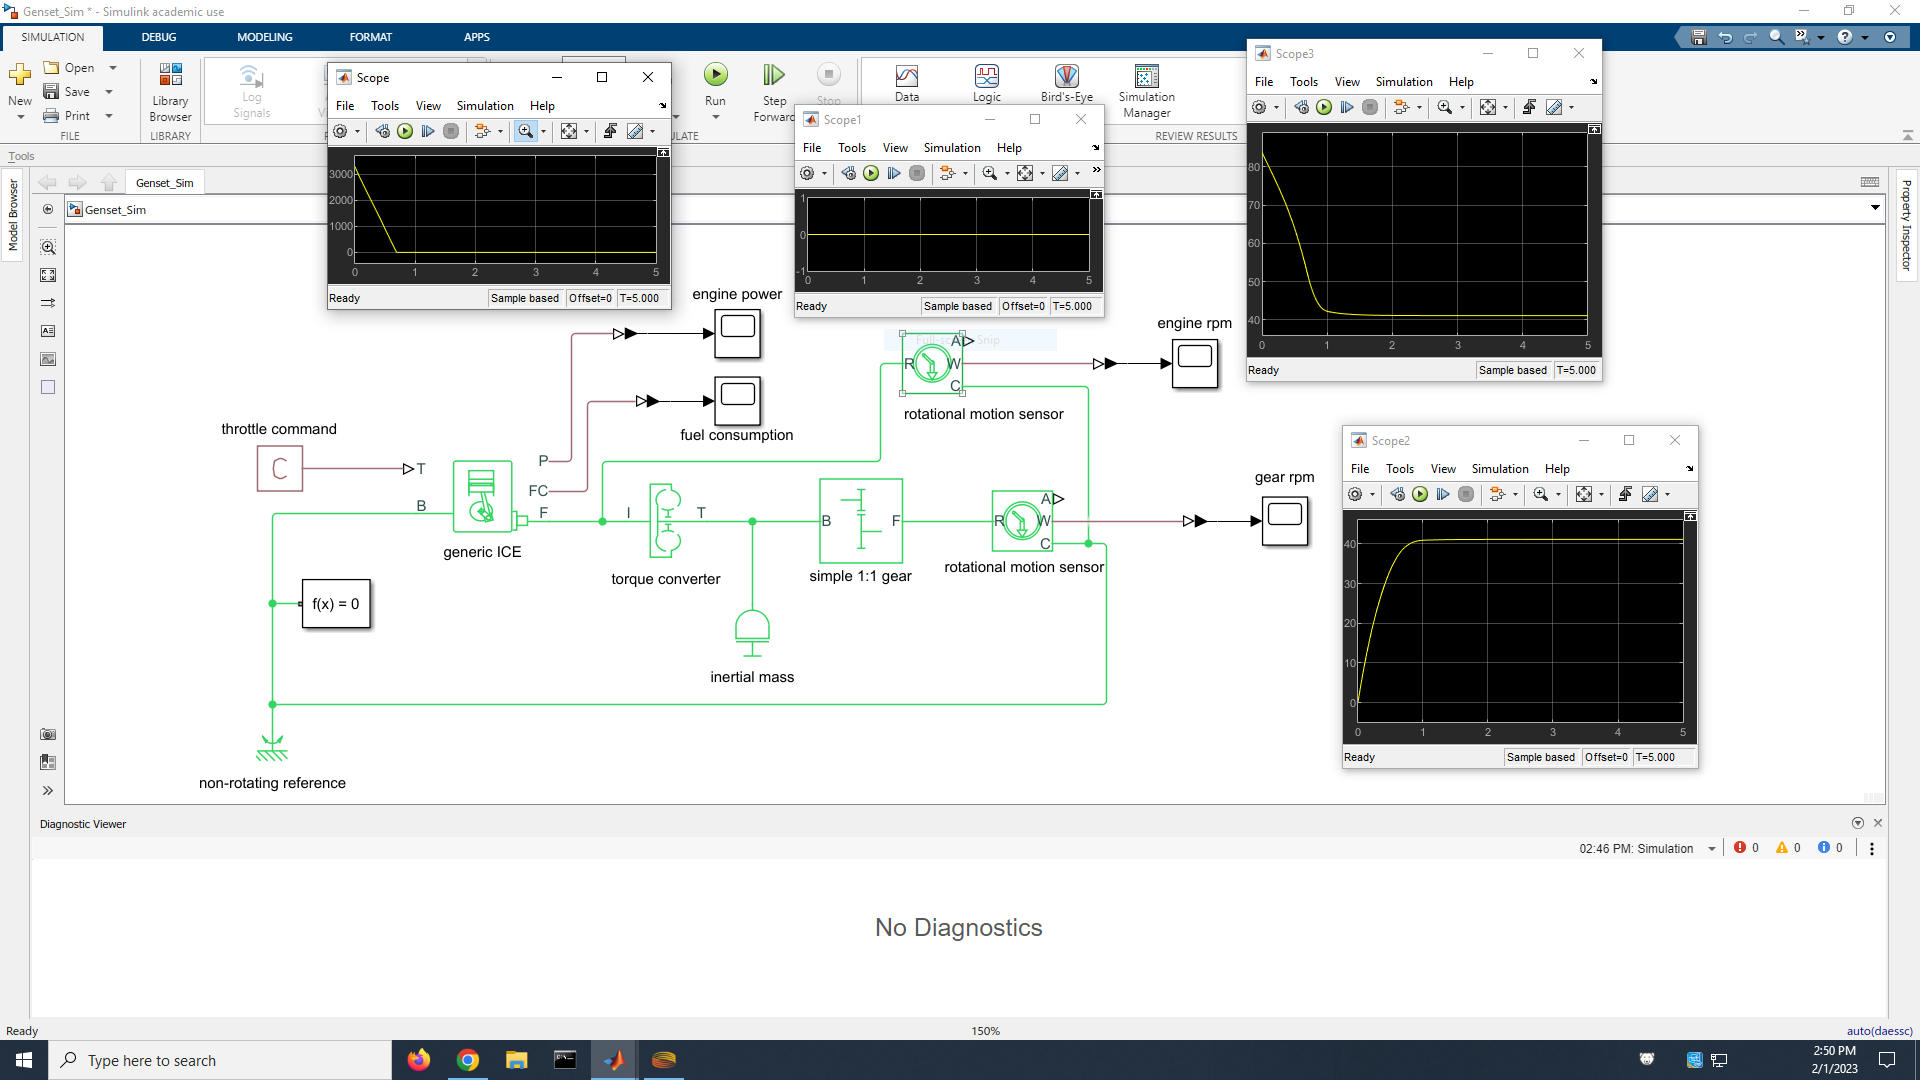 Genset_Sim * - Simulink academic use
SIMULATION
DEBUG
MODELING
FORMAT
APPS
New
Open
Save
Print
FILE
Library
Browser
LIBRARY
Log
Signals
Run
Step
Forward
Stop
Data
Logic
Bird's-Eye
Simulation
Manager
REVIEW RESULTS
Tools
Model Browser
Property Inspector
Genset_Sim
Genset_Sim
Scope
File Tools View Simulation Help
3000
2000
1000
0
0 1 2 3 4 5
Ready
Sample based Offset=0 T=5.000
Scope1
File Tools View Simulation Help
1
0
-1
0 1 2 3 4 5
Ready
Sample based Offset=0 T=5.000
Scope3
File Tools View Simulation Help
80
70
60
50
40
0 1 2 3 4 5
Ready
Sample based T=5.000
Scope2
File Tools View Simulation Help
40
30
20
10
0
0 1 2 3 4 5
Ready
Sample based Offset=0 T=5.000
engine power
fuel consumption
engine rpm
Snip
R A W C
rotational motion sensor
throttle command
C
T
B
P
FC
F
generic ICE
I T
torque converter
B F
simple 1:1 gear
R A W C
rotational motion sensor
gear rpm
f(x) = 0
inertial mass
non-rotating reference
Diagnostic Viewer
02:46 PM: Simulation
0 0 0
No Diagnostics
Ready
150%
auto(daessc)
Type here to search
2:50 PM
2/1/2023